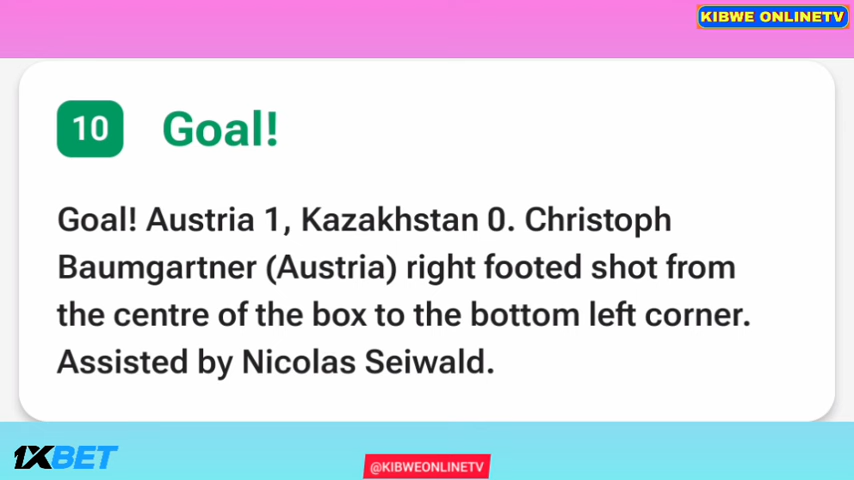 KIBWE ONLINETV
10 Goal!
Goal! Austria 1, Kazakhstan 0. Christoph
Baumgartner (Austria) right footed shot from
the centre of the box to the bottom left corner.
Assisted by Nicolas Seiwald.
1XBET
@KIBWEONLINETV